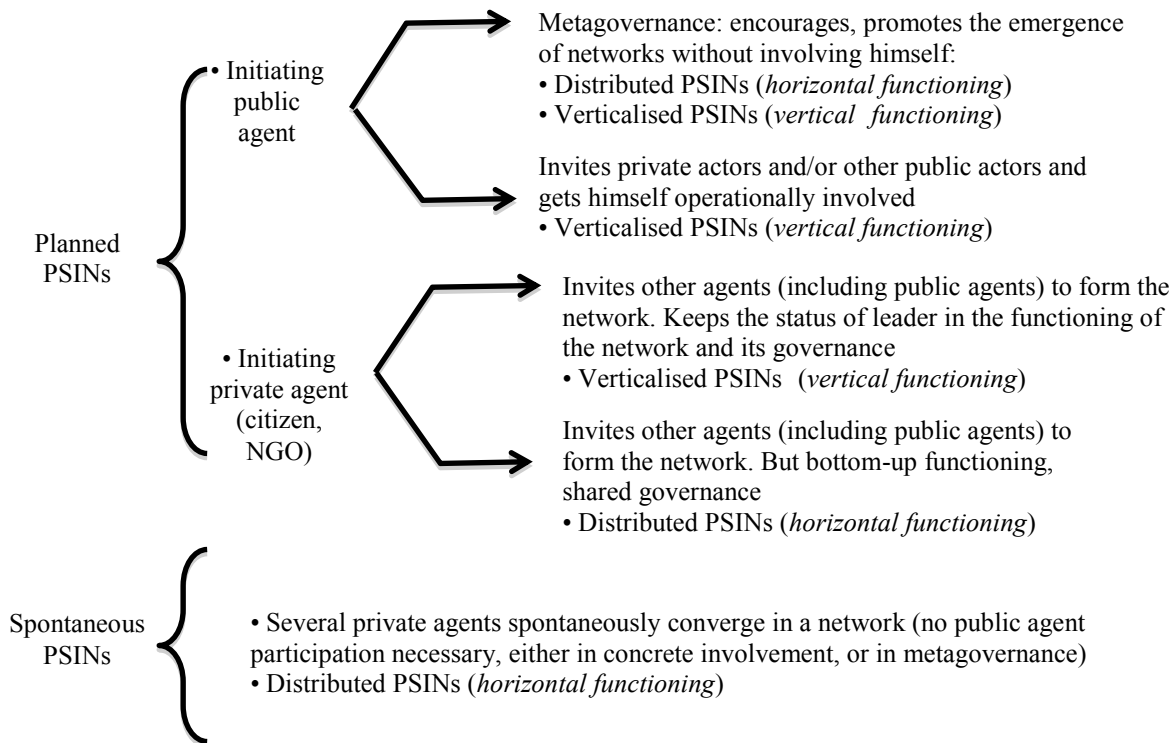 Planned
PSINs
• Initiating
public
agent
Metagovernance: encourages, promotes the emergence
of networks without involving himself:
• Distributed PSINs (horizontal functioning)
• Verticalised PSINs (vertical functioning)
Invites private actors and/or other public actors and
gets himself operationally involved
• Verticalised PSINs (vertical functioning)
• Initiating
private agent
(citizen,
NGO)
Invites other agents (including public agents) to form the
network. Keeps the status of leader in the functioning of
the network and its governance
• Verticalised PSINs (vertical functioning)
Invites other agents (including public agents) to
form the network. But bottom-up functioning,
shared governance
• Distributed PSINs (horizontal functioning)
Spontaneous
PSINs
• Several private agents spontaneously converge in a network (no public agent
participation necessary, either in concrete involvement, or in metagovernance)
• Distributed PSINs (horizontal functioning)